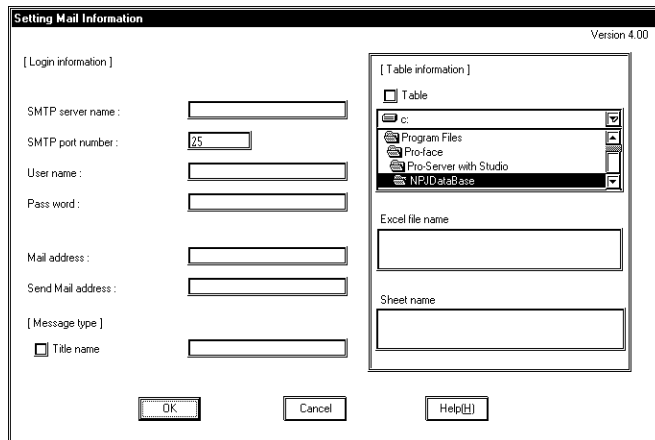 Setting Mail Information
Version 4.00
[ Login information ]
SMTP server name :
SMTP port number :
25
User name :
Pass word :
Mail address :
Send Mail address :
[ Message type ]
Title name
[ Table information ]
Table
c:
Program Files
Pro-face
Pro-Server with Studio
NPJDataBase
Excel file name
Sheet name
OK
Cancel
Help(H)